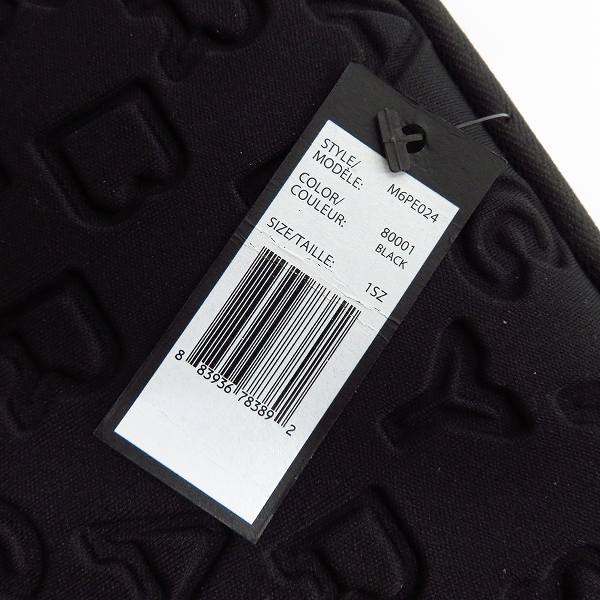 STYLE/
MODÈLE: M6PE024
COLOR/
COULEUR: 80001
BLACK
SIZE/TAILLE: 1SZ
8 83936 78389 2